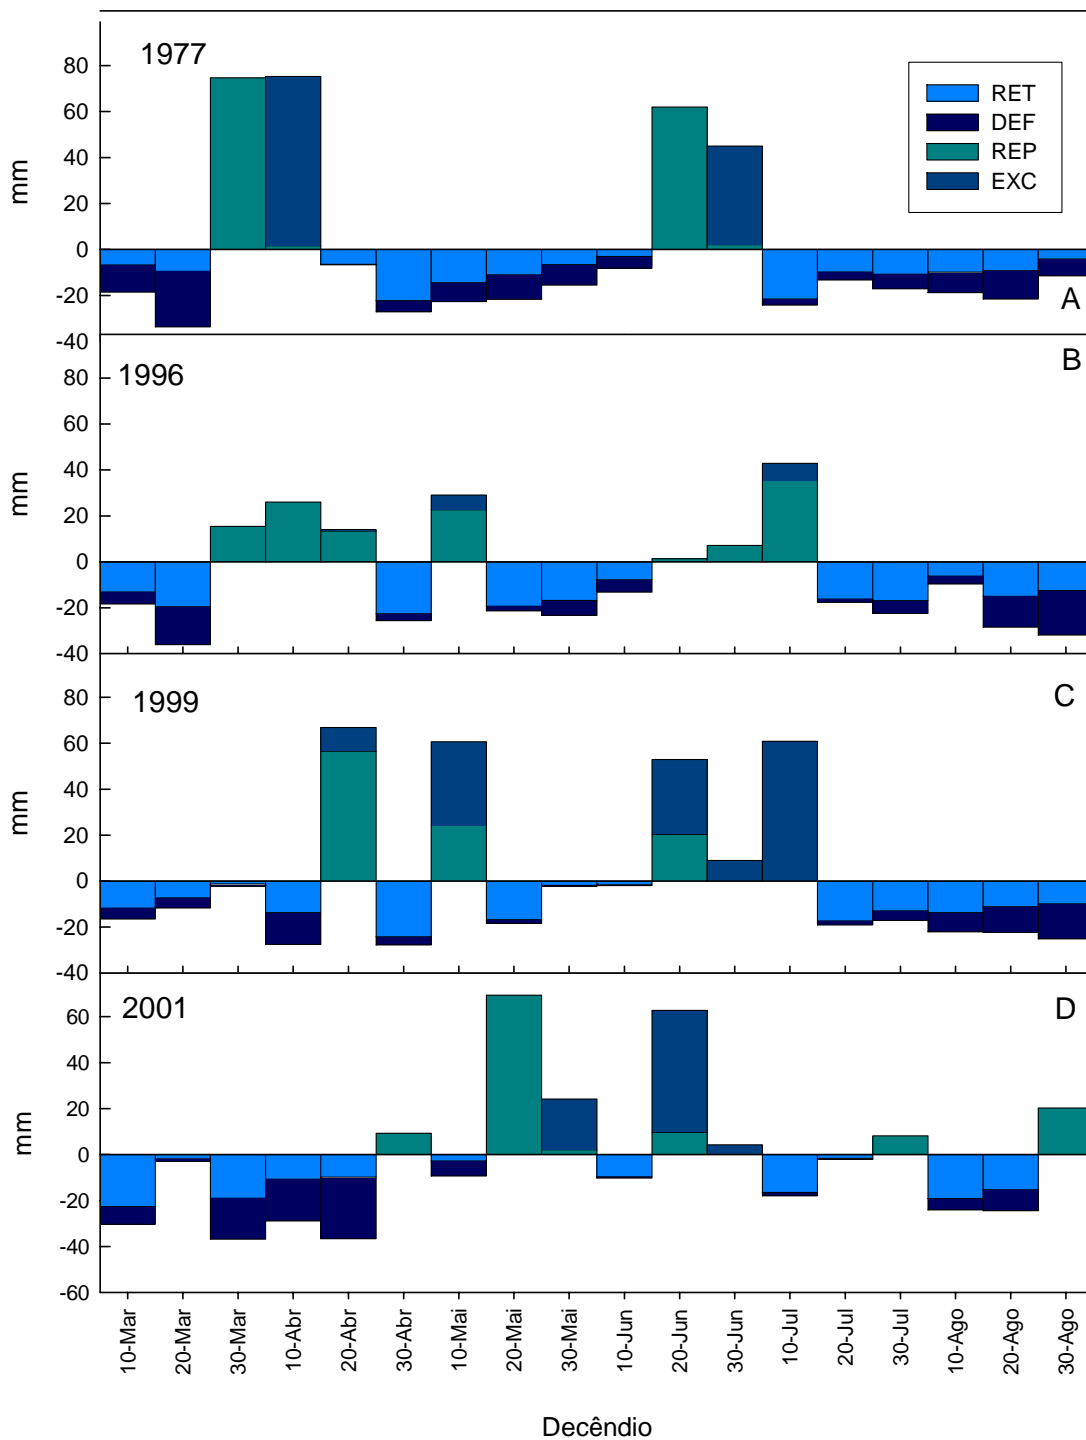 1977
80
60
40
20
0
-20
-40
mm
RET
DEF
REP
EXC
A
1996
B
80
60
40
20
0
-20
-40
mm
1999
C
80
60
40
20
0
-20
-40
mm
2001
D
60
40
20
0
-20
-40
-60
mm
10-Mar
20-Mar
30-Mar
10-Abr
20-Abr
30-Abr
10-Mai
20-Mai
30-Mai
10-Jun
20-Jun
30-Jun
10-Jul
20-Jul
30-Jul
10-Ago
20-Ago
30-Ago
Decêndio